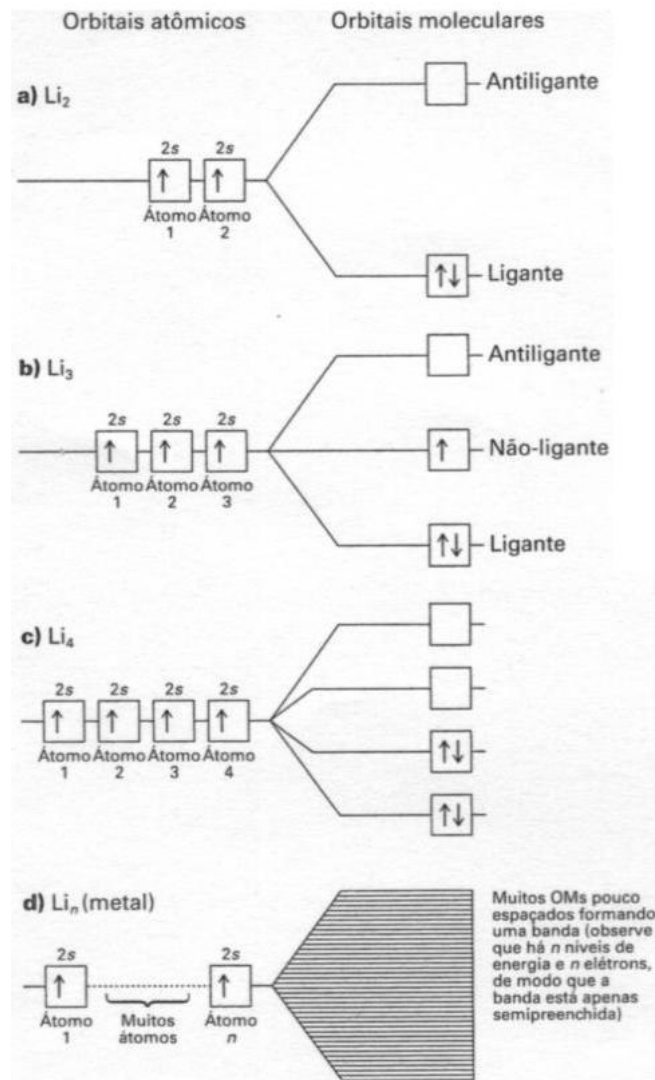 Orbitais atômicos Orbitais moleculares
a) Li₂
Antiligante
2s 2s
Átomo Átomo
1 2
Ligante
b) Li₃
Antiligante
2s 2s 2s
Não-ligante
Átomo Átomo Átomo
1 2 3
Ligante
c) Li₄
2s 2s 2s 2s
Átomo Átomo Átomo Átomo
1 2 3 4
d) Liₙ (metal)
2s 2s
Átomo Muitos Átomo
1 átomos n
Muitos OMs pouco
espaçados formando
uma banda (observe
que há n níveis de
energia e n elétrons,
de modo que a
banda está apenas
semipreenchida)